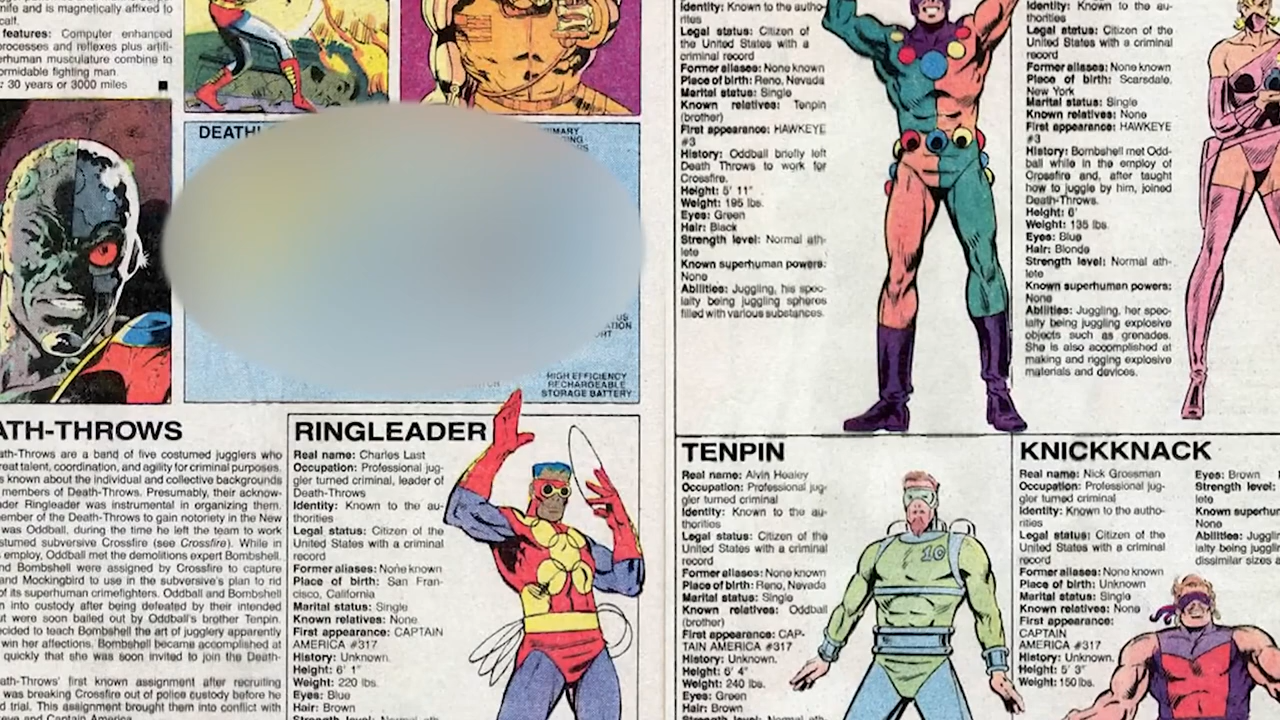 nife and is magnetically affixed to
calf.
features: Computer enhanced
processes and reflexes plus artifi-
erhuman musculature combine to
ormidable fighting man.
: 30 years or 3000 miles
DEATH
HIGH EFFICIENCY
RECHARGEABLE
STORAGE BATTERY
ATH-THROWS
ath-Throws are a band of five costumed jugglers who
reat talent, coordination, and agility for criminal purposes.
s known about the individual and collective backgrounds
members of Death-Throws. Presumably, their acknow-
der Ringleader was instrumental in organizing them.
ember of the Death-Throws to gain notoriety in the New
was Oddball, during the time he left the team to work
stumed subversive Crossfire (see Crossfire). While in
employ, Oddball met the demolitions expert Bombshell.
nd Bombshell were assigned by Crossfire to capture
and Mockingbird to use in the subversive's plan to rid
of its superhuman crimefighters. Oddball and Bombshell
n into custody after being defeated by their intended
ut were soon bailed out by Oddball's brother Tenpin.
ecided to teach Bombshell the art of jugglery apparently
win her affections. Bombshell became accomplished at
quickly that she was soon invited to join the Death-
ath-Throws' first known assignment after recruiting
was breaking Crossfire out of police custody before he
d trial. This assignment brought them into conflict with
eye and Captain America.
RINGLEADER
Real name: Charles Last
Occupation: Professional jug-
gler turned criminal, leader of
Death-Throws
Identity: Known to the au-
thorities
Legal status: Citizen of the
United States with a criminal
record
Former aliases: None known
Place of birth: San Fran-
cisco, California
Marital status: Single
Known relatives: None
First appearance: CAPTAIN
AMERICA #317
History: Unknown.
Height: 6' 1"
Weight: 220 lbs.
Eyes: Blue
Hair: Brown
Strength level: Normal ath-
Identity: Known to the autho-
rites
Legal status: Citizen of
the United States with a
criminal record
Former aliases: None known
Place of birth: Reno, Nevada
Marital status: Single
Known relatives: Tenpin
(brother)
First appearance: HAWKEYE
#3
History: Oddball briefly left
Death Throws to work for
Crossfire.
Height: 5' 11"
Weight: 195 lbs.
Eyes: Green
Hair: Black
Strength level: Normal ath-
lete
Known superhuman powers:
None
Abilities: Juggling, his spec-
ialty being juggling spheres
filled with various substances.
Identity: Known to the au-
thorities
Legal status: Citizen of the
United States with a criminal
record
Former aliases: None known
Place of birth: Scarsdale,
New York
Marital status: Single
Known relatives: None
First appearance: HAWKEYE
#3
History: Bombshell met Odd-
ball while in the employ of
Crossfire and, after taught
how to juggle by him, joined
Death-Throws.
Height: 6'
Weight: 135 lbs.
Eyes: Blue
Hair: Blonde
Strength level: Normal ath-
lete
Known superhuman powers:
None
Abilities: Juggling, her spec-
ialty being juggling explosive
objects such as grenades.
She is also accomplished at
making and rigging explosive
materials and devices.
TENPIN
Real name: Alvin Healey
Occupation: Professional jug-
gler turned criminal
Identity: Known to the au-
thorities
Legal status: Citizen of the
United States with a criminal
record
Former aliases: None known
Place of birth: Reno, Nevada
Marital status: Single
Known relatives: Oddball
(brother)
First appearance: CAP-
TAIN AMERICA #317
History: Unknown.
Height: 6' 4"
Weight: 240 lbs.
Eyes: Green
Hair: Brown
10
KNICKKNACK
Real name: Nick Grossman
Occupation: Professional jug-
gler turned criminal
Identity: Known to the autho-
rities
Legal status: Citizen of the
United States with a criminal
record
Former aliases: None known
Place of birth: Unknown
Marital status: Single
Known relatives: None
First appearance:
CAPTAIN
AMERICA #317
History: Unknown.
Height: 5' 3"
Weight: 150 lbs.
Eyes: Brown
Strength level:
lete
Known superhu
None
Abilities: Juggli
ialty being juggli
dissimilar sizes a